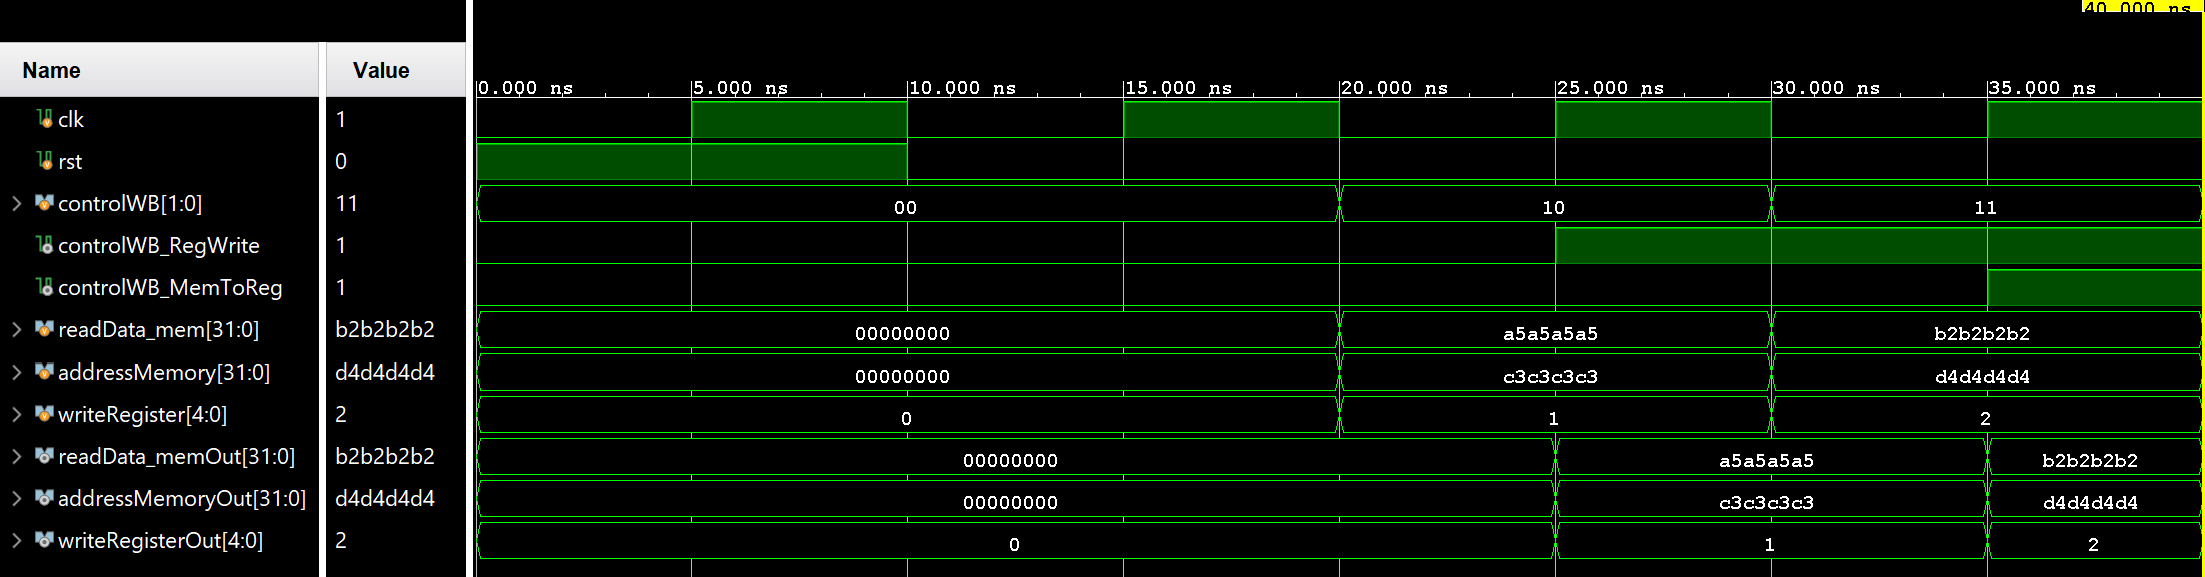 40.000 ns
Name Value
0.000 ns 5.000 ns 10.000 ns 15.000 ns 20.000 ns 25.000 ns 30.000 ns 35.000 ns
clk 1
rst 0
controlWB[1:0] 11 00 10 11
controlWB_RegWrite 1
controlWB_MemToReg 1
readData_mem[31:0] b2b2b2b2 00000000 a5a5a5a5 b2b2b2b2
addressMemory[31:0] d4d4d4d4 00000000 c3c3c3c3 d4d4d4d4
writeRegister[4:0] 2 0 1 2
readData_memOut[31:0] b2b2b2b2 00000000 a5a5a5a5 b2b2b2b2
addressMemoryOut[31:0] d4d4d4d4 00000000 c3c3c3c3 d4d4d4d4
writeRegisterOut[4:0] 2 0 1 2